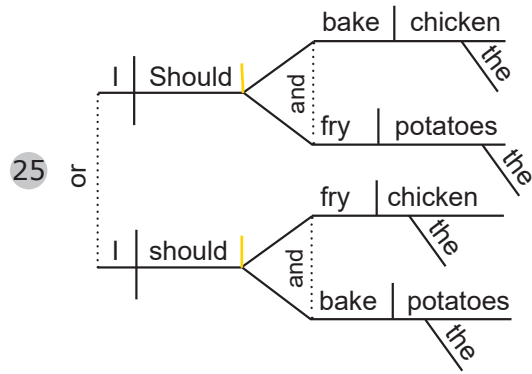 bake chicken
the
I Should
and
fry potatoes
the
25
or
fry chicken
the
I should
and
bake potatoes
the